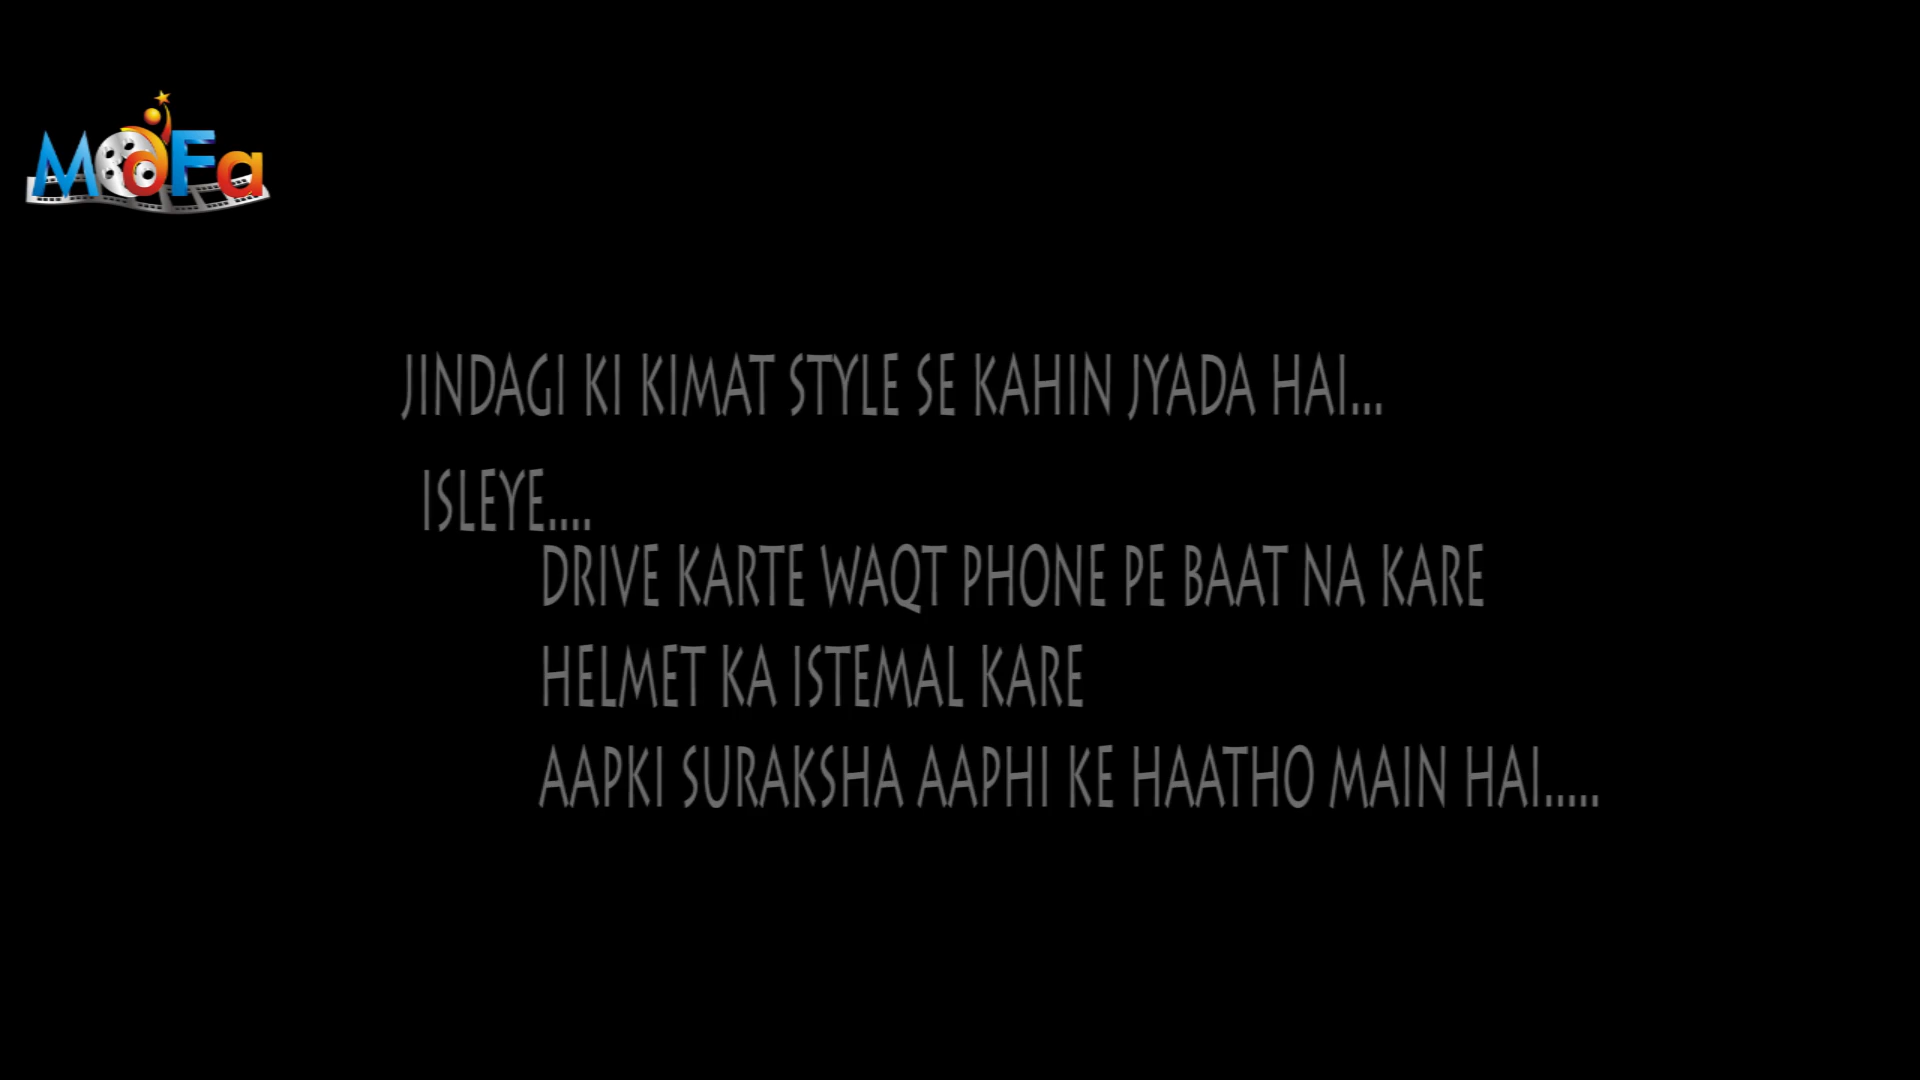 MoFa
JINDAGI KI KIMAT STYLE SE KAHIN JYADA HAI...
ISLEYE....
DRIVE KARTE WAQT PHONE PE BAAT NA KARE
HELMET KA ISTEMAL KARE
AAPKI SURAKSHA AAPHI KE HAATHO MAIN HAI.....